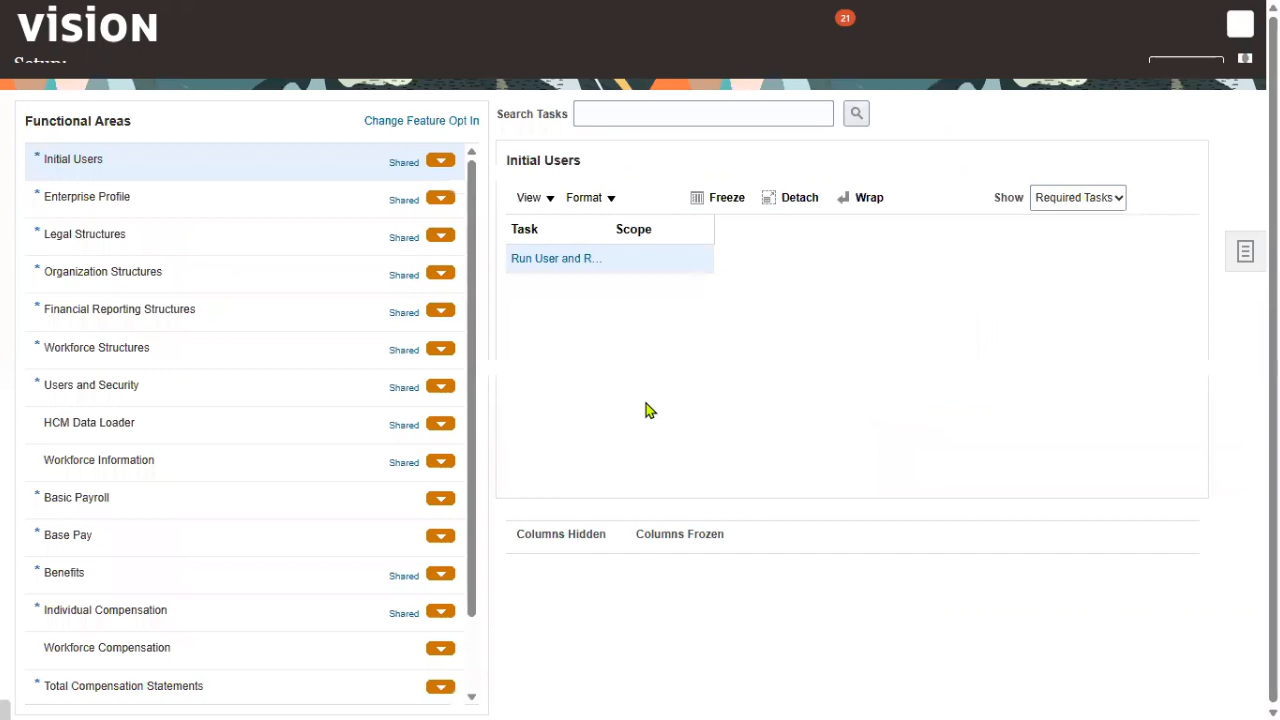 vision
21
Setup:
Functional Areas Change Feature Opt In
* Initial Users Shared
* Enterprise Profile Shared
* Legal Structures Shared
* Organization Structures Shared
* Financial Reporting Structures Shared
* Workforce Structures Shared
* Users and Security Shared
HCM Data Loader Shared
Workforce Information Shared
* Basic Payroll
* Base Pay
* Benefits Shared
* Individual Compensation Shared
Workforce Compensation
* Total Compensation Statements
Search Tasks
Initial Users
View Format Freeze Detach Wrap Show Required Tasks
Task Scope
Run User and R...
Columns Hidden Columns Frozen